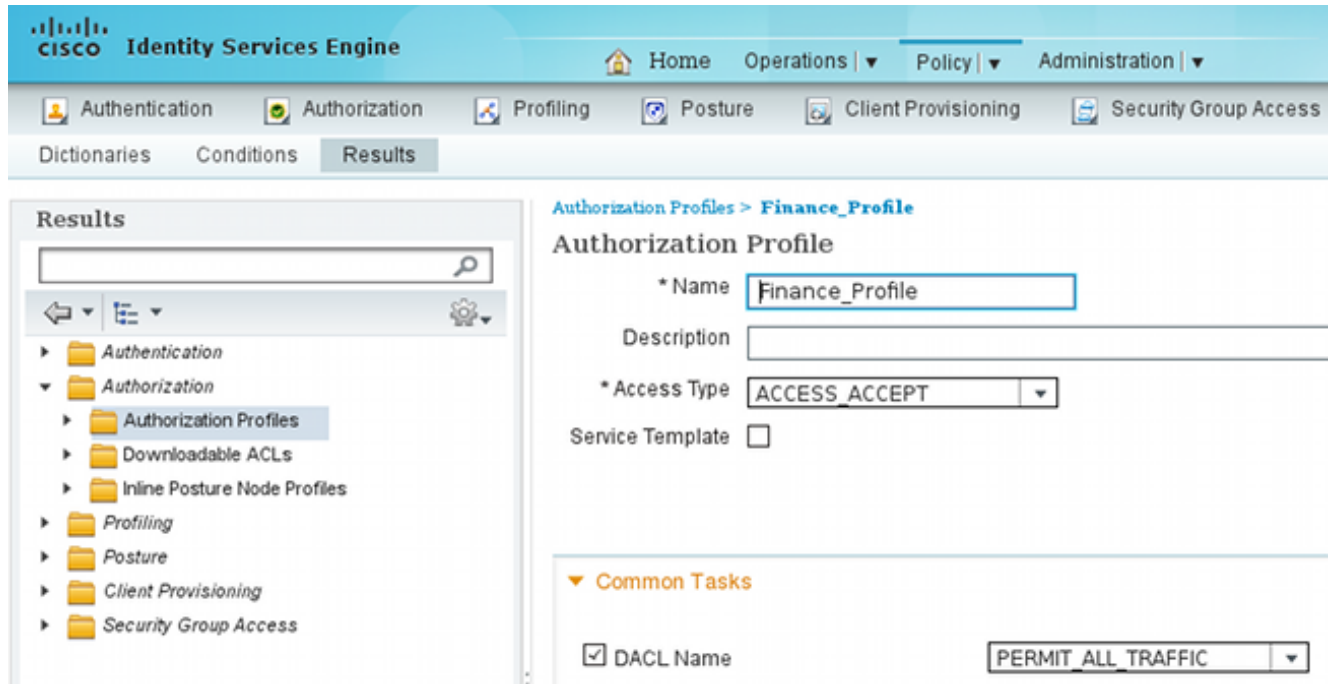 CISCO Identity Services Engine
Home Operations | Policy | Administration |
Authentication Authorization Profiling Posture Client Provisioning Security Group Access
Dictionaries Conditions Results
Results
Authentication
Authorization
Authorization Profiles
Downloadable ACLs
Inline Posture Node Profiles
Profiling
Posture
Client Provisioning
Security Group Access
Authorization Profiles > Finance_Profile
Authorization Profile
* Name Finance_Profile
Description
* Access Type ACCESS_ACCEPT
Service Template
Common Tasks
DACL Name PERMIT_ALL_TRAFFIC